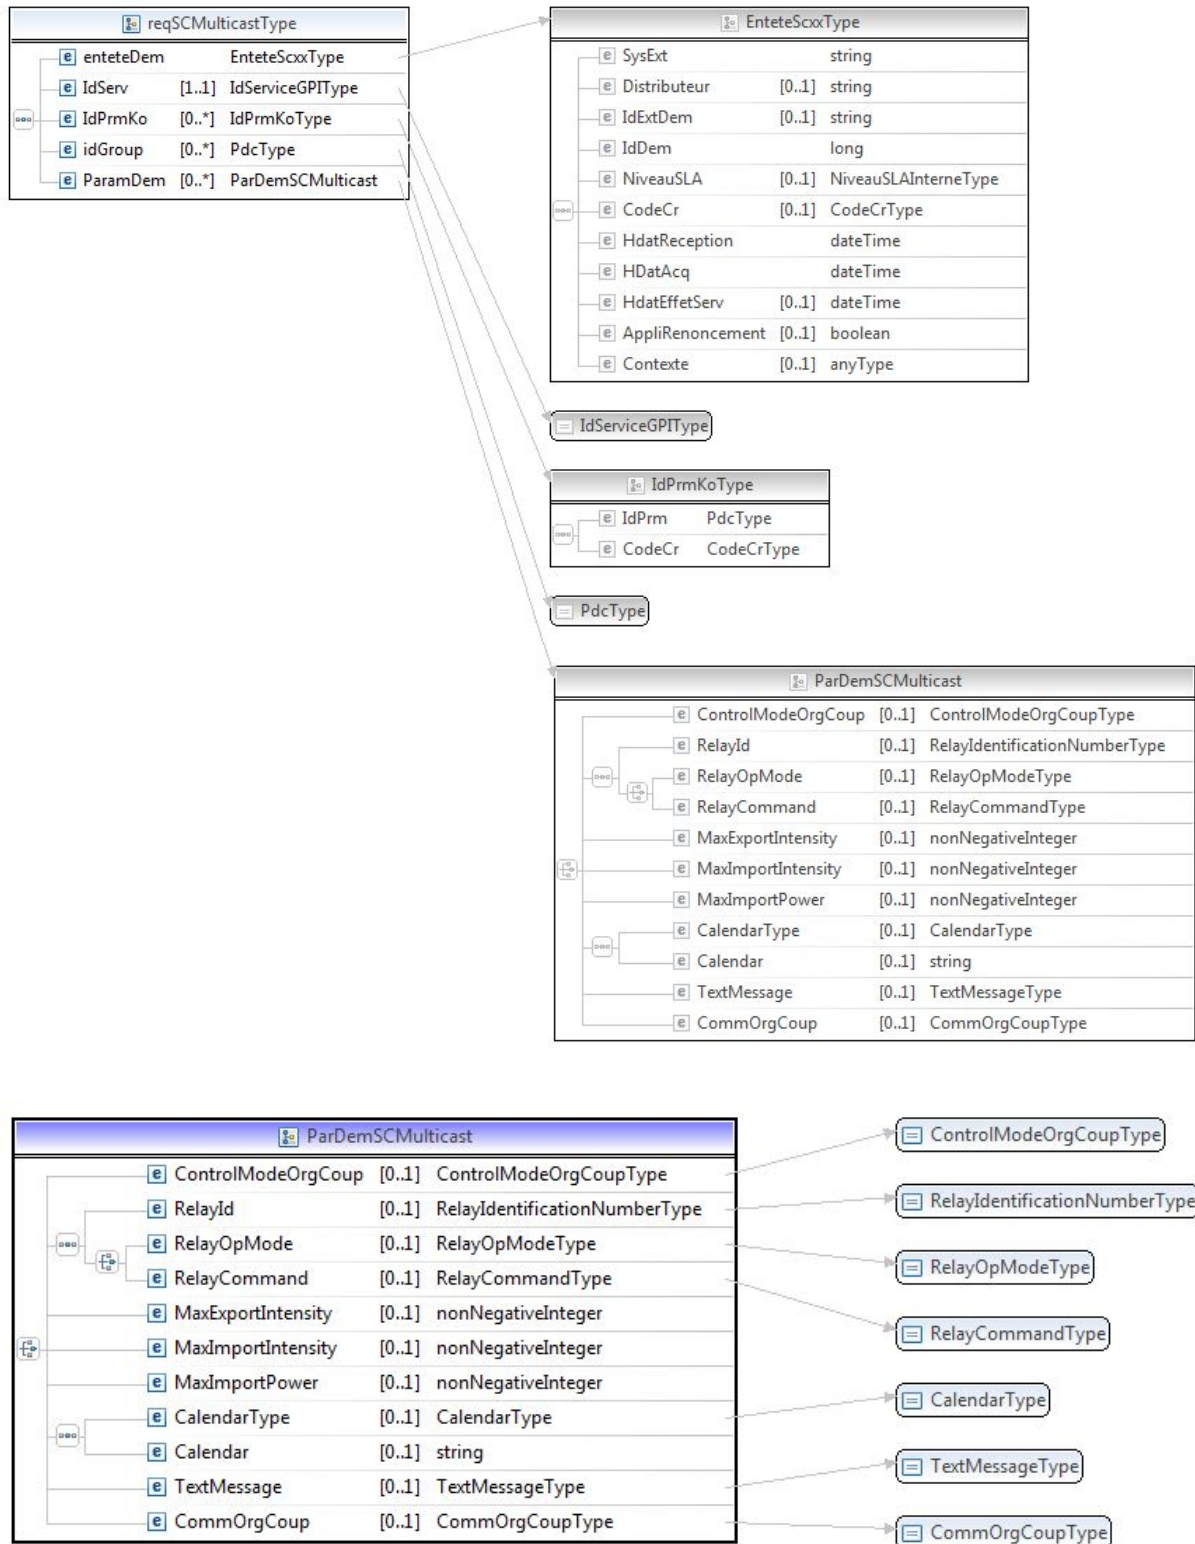 reqSCMulticastType
enteteDem EnteteScxxType
IdServ [1..1] IdServiceGPIType
IdPrmKo [0..*] IdPrmKoType
idGroup [0..*] PdcType
ParamDem [0..*] ParDemSCMulticast
EnteteScxxType
SysExt string
Distributeur [0..1] string
IdExtDem [0..1] string
IdDem long
NiveauSLA [0..1] NiveauSLAInterneType
CodeCr [0..1] CodeCrType
HdatReception dateTime
HDatAcq dateTime
HdatEffetServ [0..1] dateTime
AppliRenoncement [0..1] boolean
Contexte [0..1] anyType
IdServiceGPIType
IdPrmKoType
IdPrm PdcType
CodeCr CodeCrType
PdcType
ParDemSCMulticast
ControlModeOrgCoup [0..1] ControlModeOrgCoupType
RelayId [0..1] RelayIdentificationNumberType
RelayOpMode [0..1] RelayOpModeType
RelayCommand [0..1] RelayCommandType
MaxExportIntensity [0..1] nonNegativeInteger
MaxImportIntensity [0..1] nonNegativeInteger
MaxImportPower [0..1] nonNegativeInteger
CalendarType [0..1] CalendarType
Calendar [0..1] string
TextMessage [0..1] TextMessageType
CommOrgCoup [0..1] CommOrgCoupType
ParDemSCMulticast
ControlModeOrgCoup [0..1] ControlModeOrgCoupType
RelayId [0..1] RelayIdentificationNumberType
RelayOpMode [0..1] RelayOpModeType
RelayCommand [0..1] RelayCommandType
MaxExportIntensity [0..1] nonNegativeInteger
MaxImportIntensity [0..1] nonNegativeInteger
MaxImportPower [0..1] nonNegativeInteger
CalendarType [0..1] CalendarType
Calendar [0..1] string
TextMessage [0..1] TextMessageType
CommOrgCoup [0..1] CommOrgCoupType
ControlModeOrgCoupType
RelayIdentificationNumberType
RelayOpModeType
RelayCommandType
CalendarType
TextMessageType
CommOrgCoupType